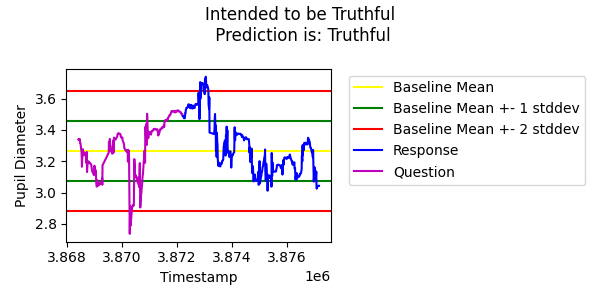 Intended to be Truthful
Prediction is: Truthful
Pupil Diameter
3.6
3.4
3.2
3.0
2.8
3.868
3.870
3.872
3.874
3.876
1e6
Timestamp
Baseline Mean
Baseline Mean +- 1 stddev
Baseline Mean +- 2 stddev
Response
Question